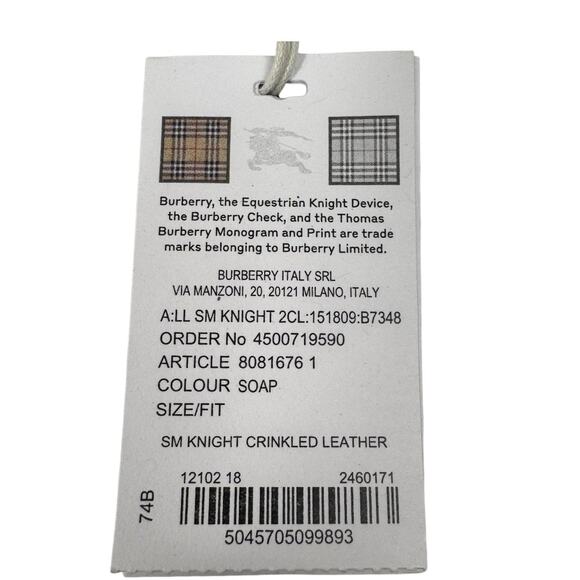 Burberry, the Equestrian Knight Device,
the Burberry Check, and the Thomas
Burberry Monogram and Print are trade
marks belonging to Burberry Limited.
BURBERRY ITALY SRL
VIA MANZONI, 20, 20121 MILANO, ITALY
A:LL SM KNIGHT 2CL:151809:B7348
ORDER No 4500719590
ARTICLE 8081676 1
COLOUR SOAP
SIZE/FIT
SM KNIGHT CRINKLED LEATHER
12102 18 2460171
74B
5045705099893